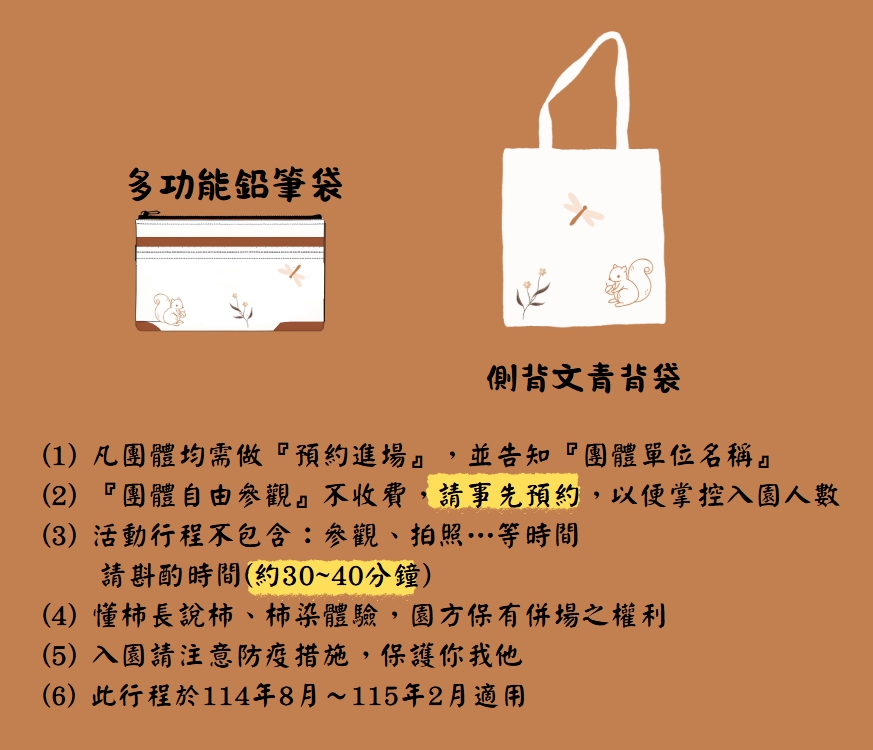 多功能鉛筆袋
側背文青背袋
(1) 凡團體均需做『預約進場』，並告知『團體單位名稱』
(2) 『團體自由參觀』不收費，請事先預約，以便掌控入園人數
(3) 活動行程不包含：參觀、拍照…等時間
請斟酌時間(約30~40分鐘)
(4) 懂柿長說柿、柿染體驗，園方保有併場之權利
(5) 入園請注意防疫措施，保護你我他
(6) 此行程於114年8月～115年2月適用